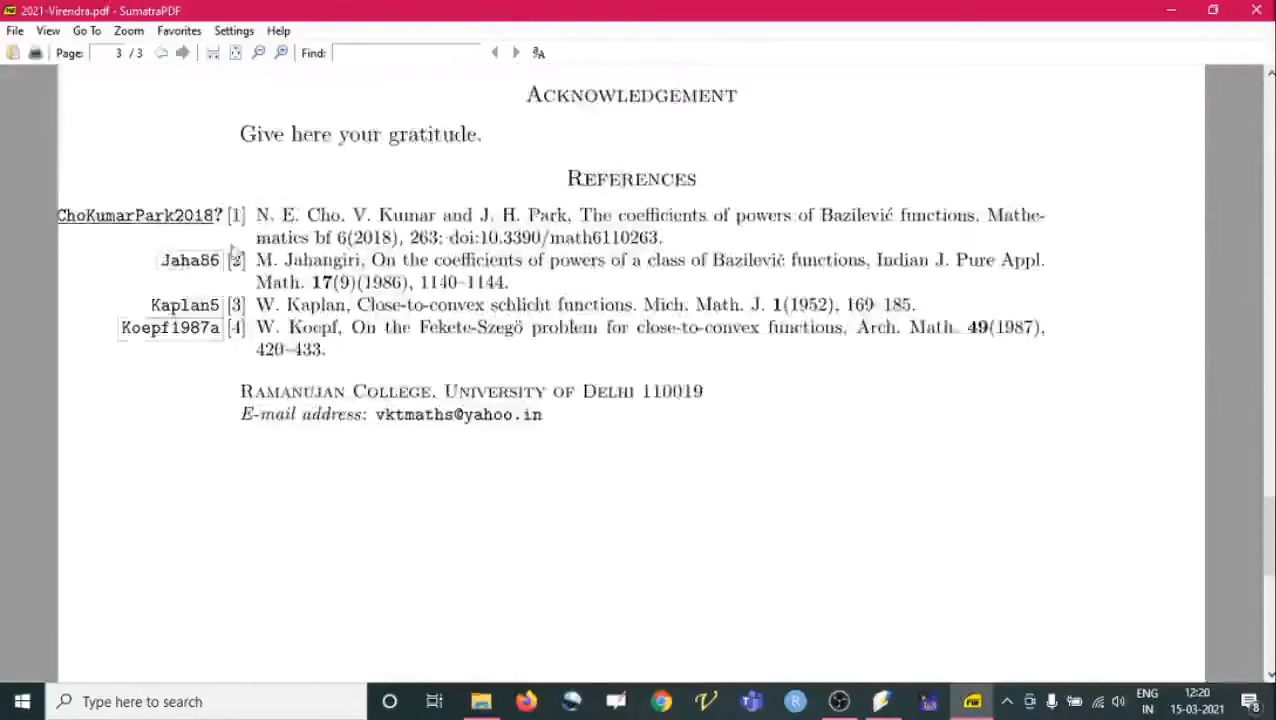 2021-Virendra.pdf - SumatraPDF
File View Go To Zoom Favorites Settings Help
Page: 3 / 3 Find:
ACKNOWLEDGEMENT
Give here your gratitude.
REFERENCES
ChoKumarPark2018? [1] N. E. Cho, V. Kumar and J. H. Park, The coefficients of powers of Bazilević functions, Mathe-
matics bf 6(2018), 263; doi:10.3390/math6110263.
Jaha86 [2] M. Jahangiri, On the coefficients of powers of a class of Bazilevič functions, Indian J. Pure Appl.
Math. 17(9)(1986), 1140–1144.
Kaplan5 [3] W. Kaplan, Close-to-convex schlicht functions. Mich. Math. J. 1(1952), 169–185.
Koepf1987a [4] W. Koepf, On the Fekete-Szegö problem for close-to-convex functions, Arch. Math. 49(1987),
420–433.
RAMANUJAN COLLEGE, UNIVERSITY OF DELHI 110019
E-mail address: vktmaths@yahoo.in
Type here to search
ENG 12:20
IN 15-03-2021 8